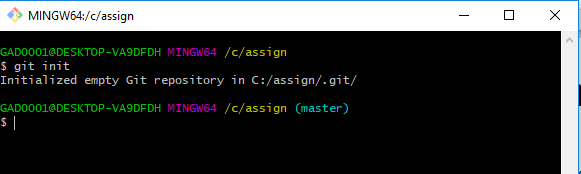 MINGW64:/c/assign
GAD0001@DESKTOP-VA9DFDH MINGW64 /c/assign
$ git init
Initialized empty Git repository in C:/assign/.git/
GAD0001@DESKTOP-VA9DFDH MINGW64 /c/assign (master)
$